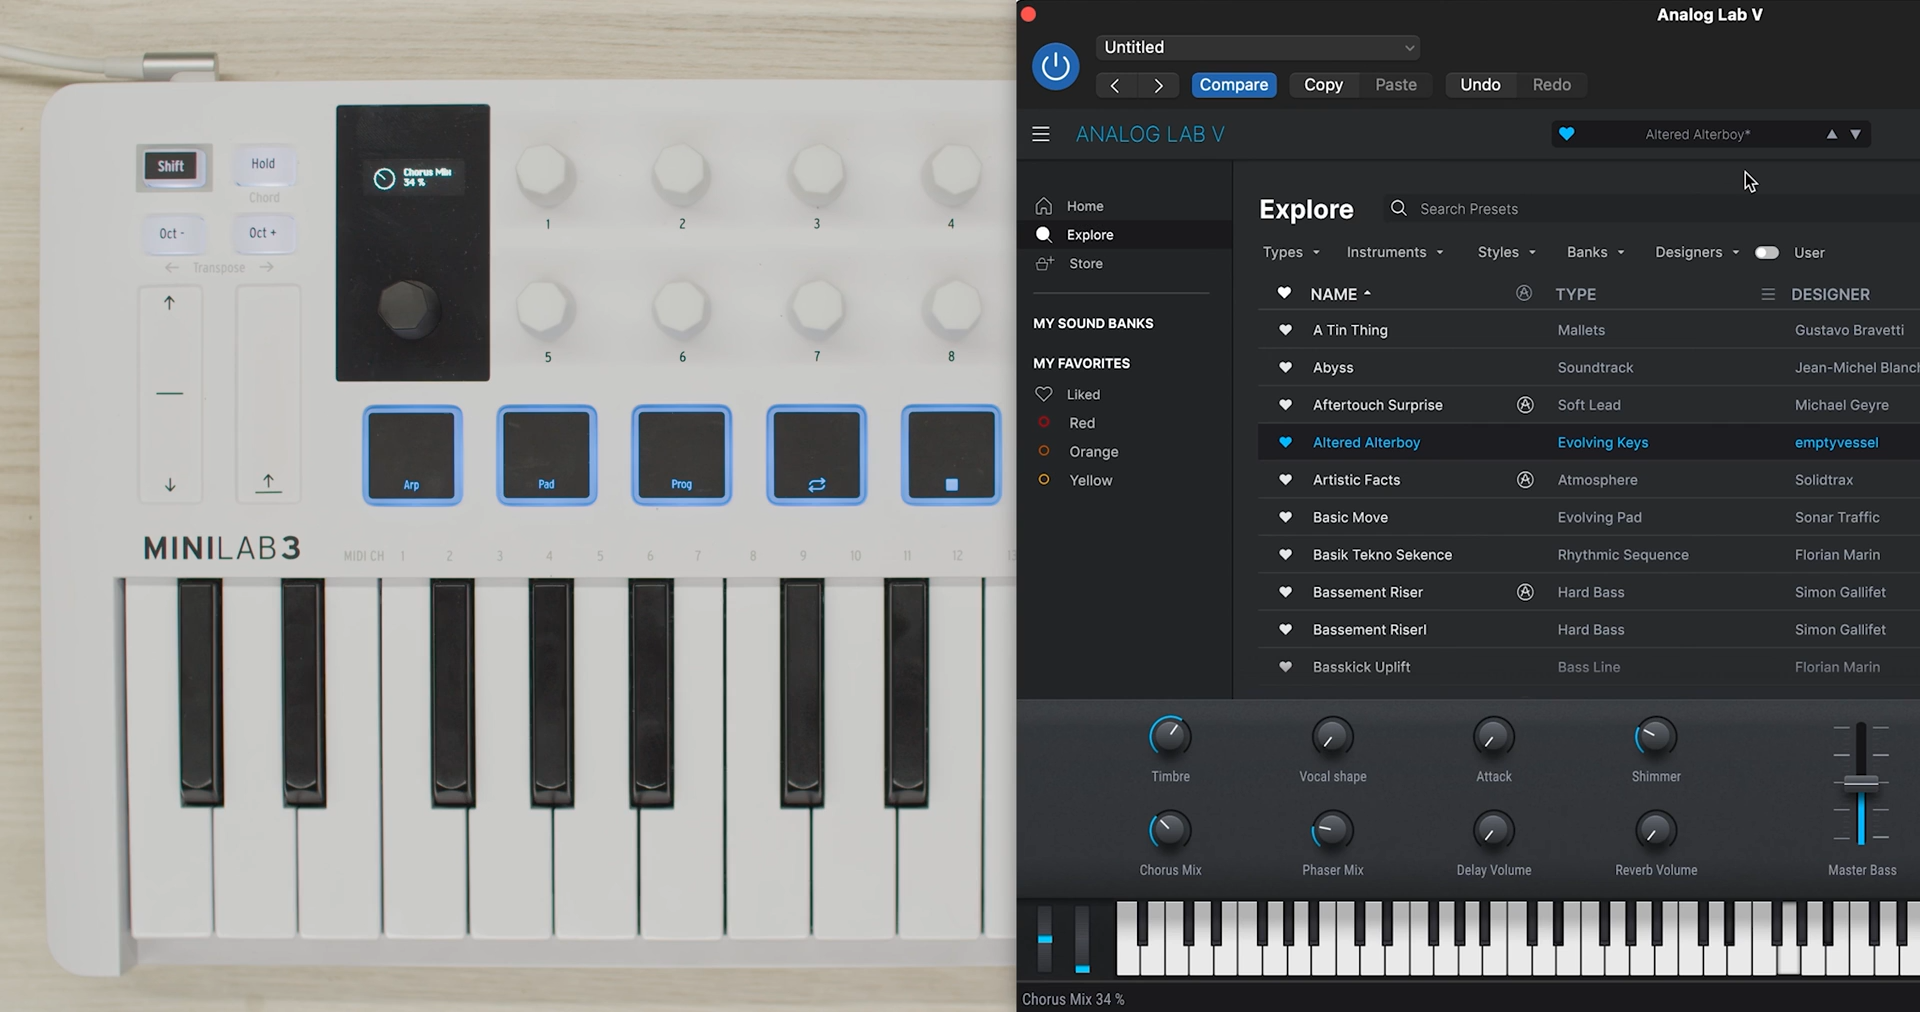 Shift
Hold
Chord
Oct -
Oct +
Transpose
Chorus Mix
34 %
1
2
3
4
5
6
7
8
Arp
Pad
Prog
MINILAB3
MIDI CH 1 2 3 4 5 6 7 8 9 10 11 12 13
Analog Lab V
Untitled
Compare
Copy
Paste
Undo
Redo
ANALOG LAB V
Altered Alterboy*
Home
Explore
Store
MY SOUND BANKS
MY FAVORITES
Liked
Red
Orange
Yellow
Explore
Search Presets
Types
Instruments
Styles
Banks
Designers
User
NAME TYPE DESIGNER
A Tin Thing Mallets Gustavo Bravetti
Abyss Soundtrack Jean-Michel Blanch
Aftertouch Surprise Soft Lead Michael Geyre
Altered Alterboy Evolving Keys emptyvessel
Artistic Facts Atmosphere Solidtrax
Basic Move Evolving Pad Sonar Traffic
Basik Tekno Sekence Rhythmic Sequence Florian Marin
Bassement Riser Hard Bass Simon Gallifet
Bassement Riserl Hard Bass Simon Gallifet
Basskick Uplift Bass Line Florian Marin
Timbre
Vocal shape
Attack
Shimmer
Chorus Mix
Phaser Mix
Delay Volume
Reverb Volume
Master Bass
Chorus Mix 34 %